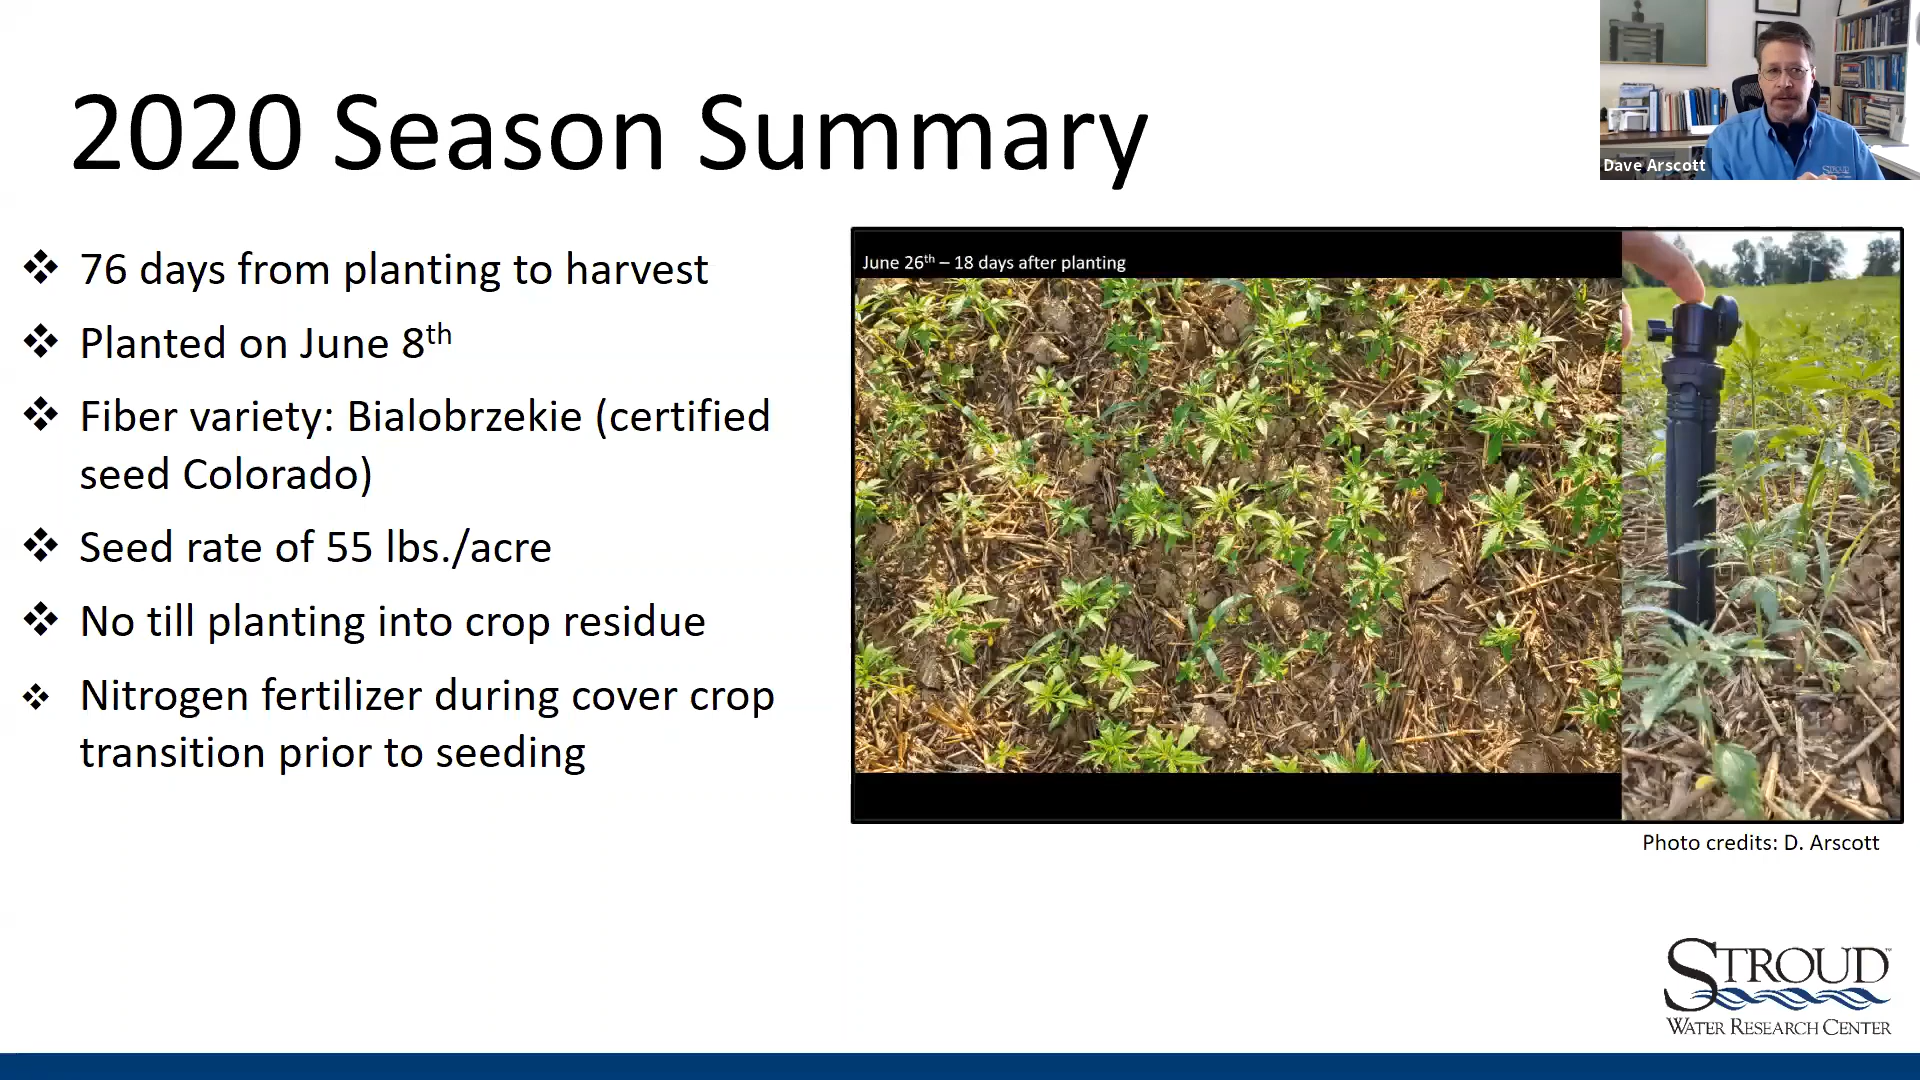 2020 Season Summary
Dave Arscott
STROUD
76 days from planting to harvest
Planted on June 8th
Fiber variety: Bialobrzekie (certified
seed Colorado)
Seed rate of 55 lbs./acre
No till planting into crop residue
Nitrogen fertilizer during cover crop
transition prior to seeding
June 26th – 18 days after planting
Photo credits: D. Arscott
STROUD™
WATER RESEARCH CENTER